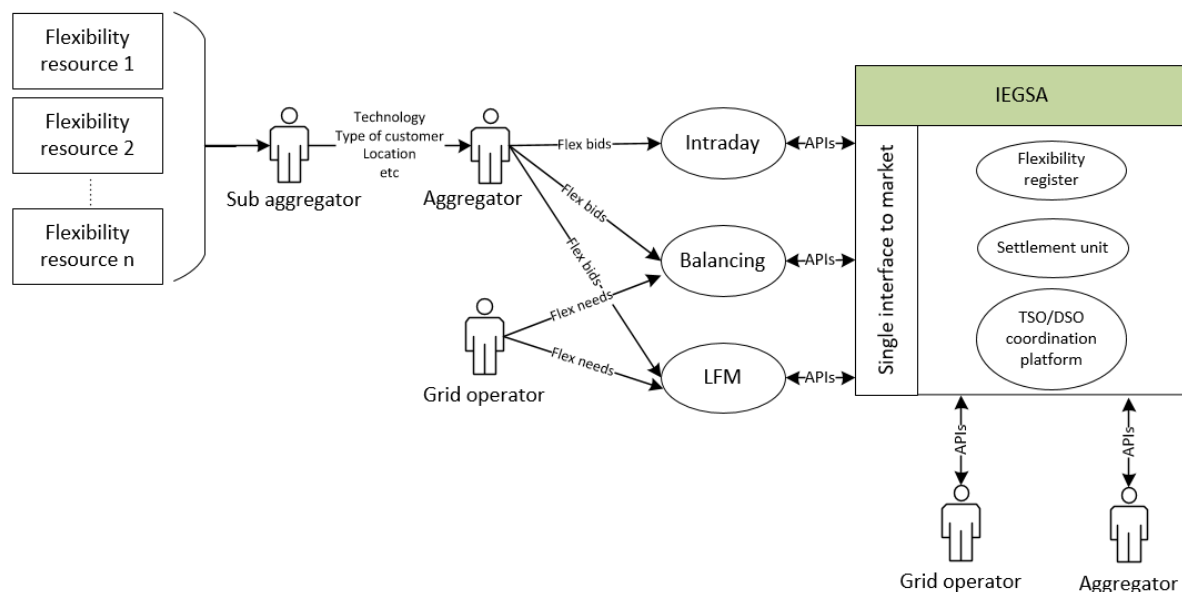 Flexibility
resource 1
Flexibility
resource 2
Flexibility
resource n
Sub aggregator
Technology
Type of customer
Location
etc
Aggregator
Grid operator
Flex bids
Flex bids
Flex bids
Flex needs
Flex needs
Intraday
Balancing
LFM
APIs
APIs
APIs
IEGSA
Single interface to market
Flexibility
register
Settlement unit
TSO/DSO
coordination
platform
APIs
APIs
Grid operator
Aggregator